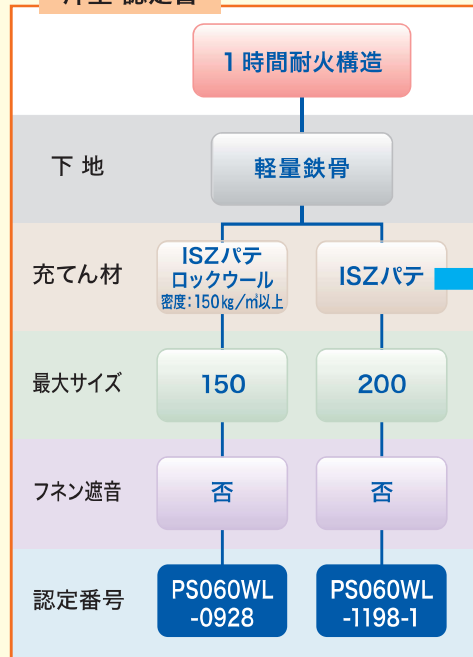 1時間耐火構造
下地
軽量鉄骨
充てん材
ISZパテ
ロックウール
密度:150kg/㎥以上
ISZパテ
最大サイズ
150
200
フネン遮音
否
否
認定番号
PS060WL
-0928
PS060WL
-1198-1